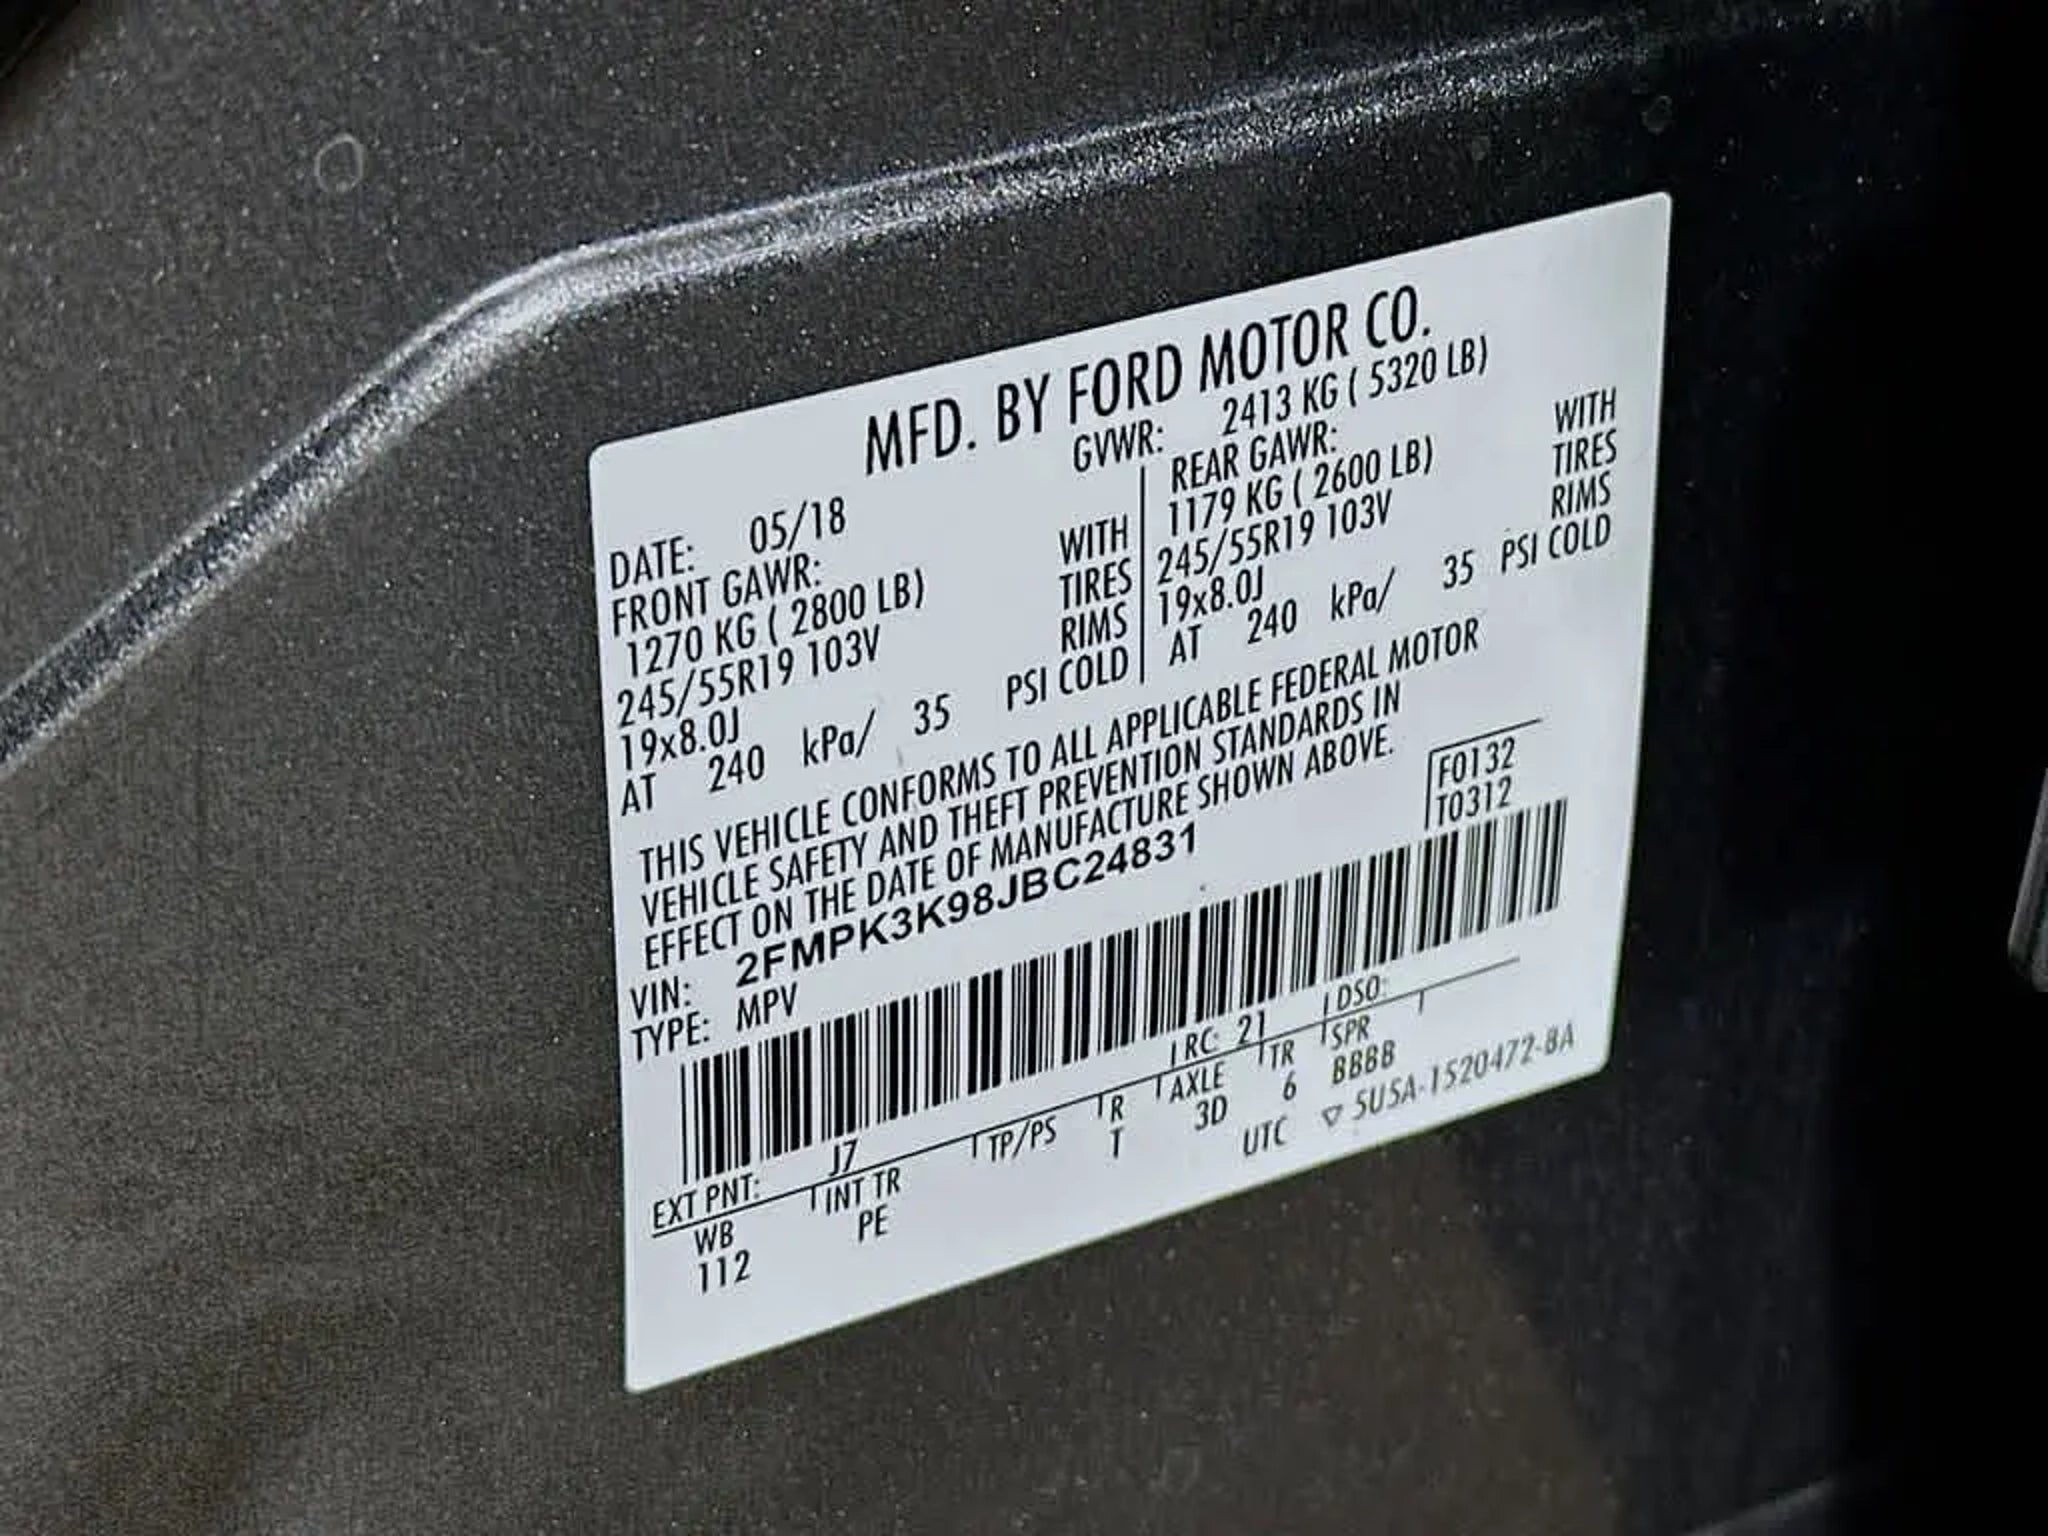 MFD. BY FORD MOTOR CO.
GVWR: 2413 KG ( 5320 LB)
DATE: 05/18
FRONT GAWR:
1270 KG ( 2800 LB) WITH
245/55R19 103V TIRES
19x8.0J RIMS
AT 240 kPa/ 35 PSI COLD
REAR GAWR:
1179 KG ( 2600 LB) WITH
245/55R19 103V TIRES
19x8.0J RIMS
AT 240 kPa/ 35 PSI COLD
THIS VEHICLE CONFORMS TO ALL APPLICABLE FEDERAL MOTOR
VEHICLE SAFETY AND THEFT PREVENTION STANDARDS IN
EFFECT ON THE DATE OF MANUFACTURE SHOWN ABOVE.
F0132
T0312
VIN: 2FMPK3K98JBC24831
TYPE: MPV
EXT PNT: J7 RC: 21 DSO:
WB INT TR TP/PS R AXLE TR SPR
112 PE T 3D 6 BBBB
UTC ▽ 5U5A-1520472-BA